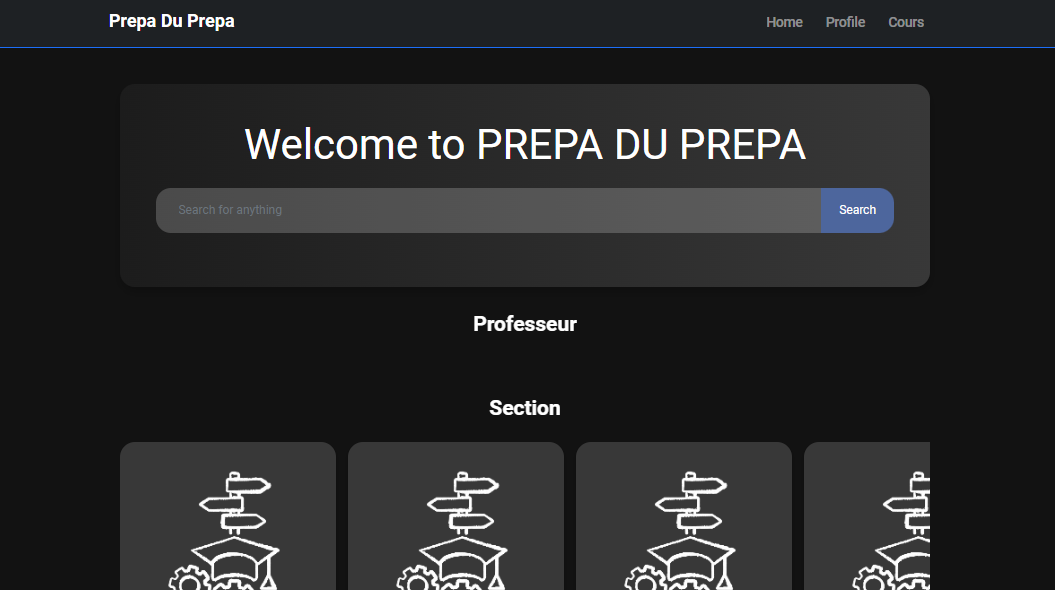 Prepa Du Prepa
Home Profile Cours
Welcome to PREPA DU PREPA
Search for anything
Search
Professeur
Section